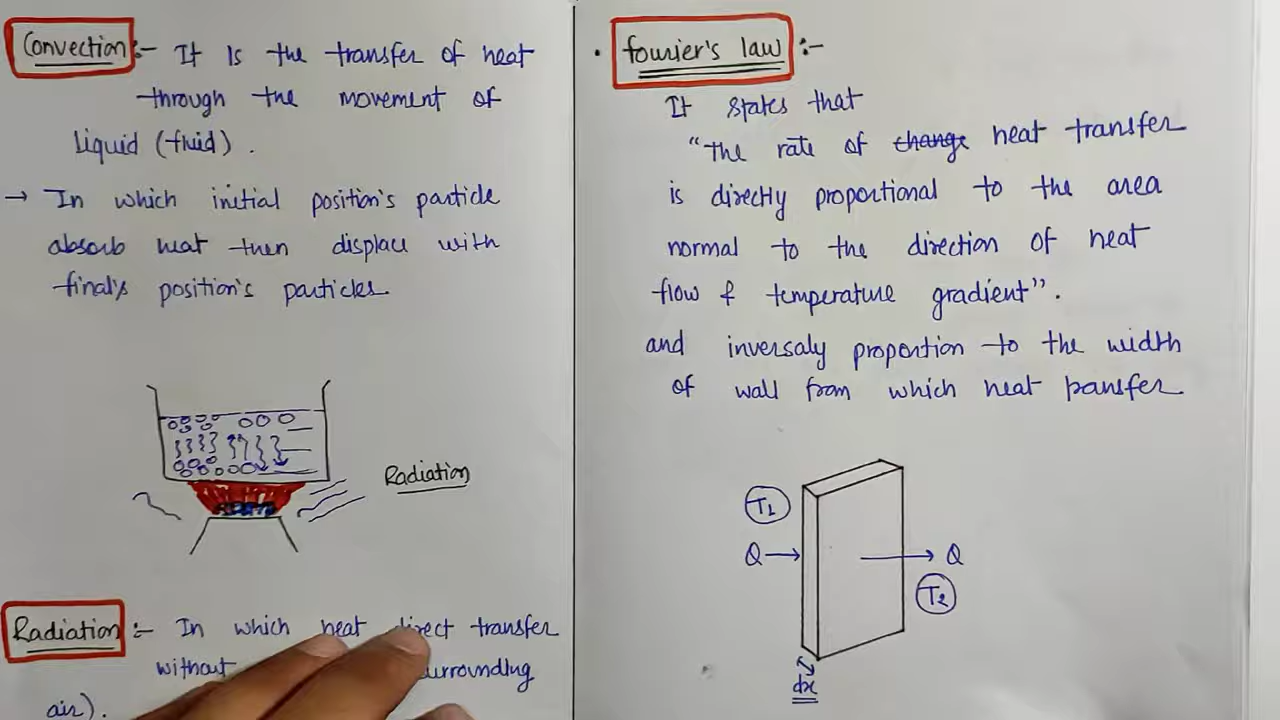 Convection :- It Is the transfer of heat
through the movement of
liquid (fluid).
→ In which initial position's particle
absorb heat then displace with
final's position's particles
Radiation
Radiation :- In which heat direct transfer
without surrounding
air).
• fourier's law :-
It states that
"the rate of change heat transfer
is directly proportional to the area
normal to the direction of heat
flow & temperature gradient".
and inversaly proportion to the width
of wall from which heat transfer
T1
Q → → Q
T2
dx